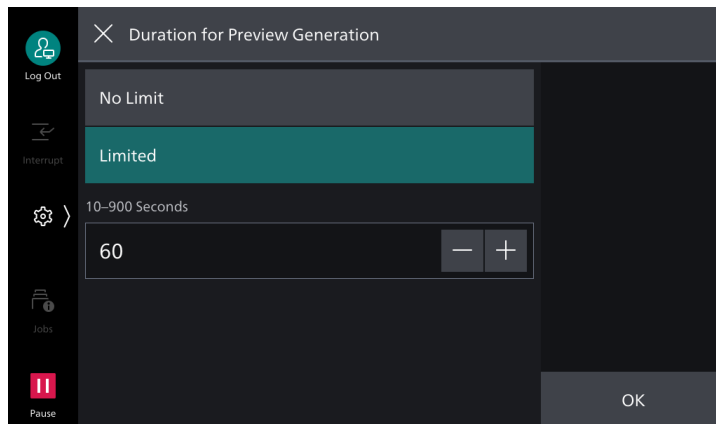 Log Out
Interrupt
Jobs
Pause
Duration for Preview Generation
No Limit
Limited
10–900 Seconds
60
OK